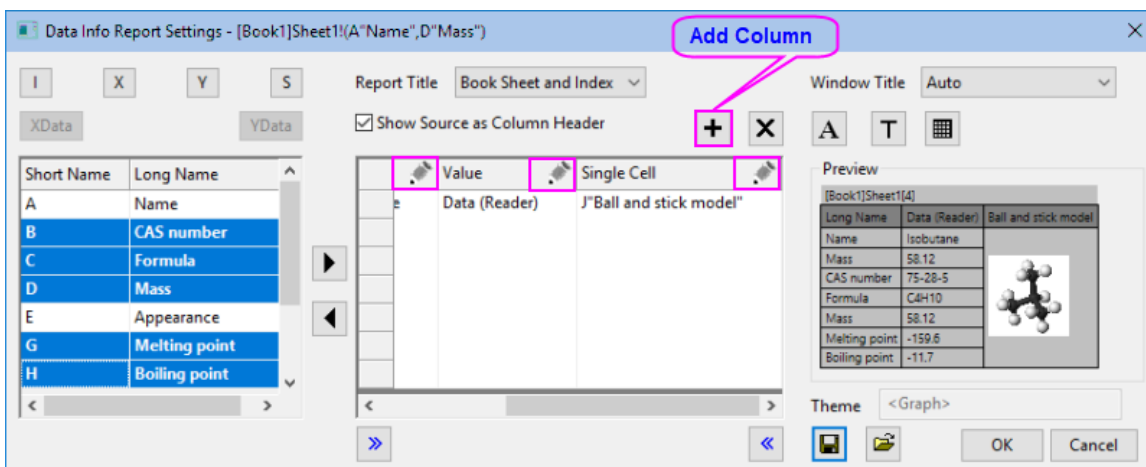 Data Info Report Settings - [Book1]Sheet1!(A"Name",D"Mass")
Add Column
I X Y S
Report Title Book Sheet and Index
Window Title Auto
XData YData
Show Source as Column Header
A T
Short Name Long Name
A Name
B CAS number
C Formula
D Mass
E Appearance
G Melting point
H Boiling point
Value Single Cell
e Data (Reader) J"Ball and stick model"
Preview
[Book1]Sheet1[4]
Long Name Data (Reader) Ball and stick model
Name Isobutane
Mass 58.12
CAS number 75-28-5
Formula C4H10
Mass 58.12
Melting point -159.6
Boiling point -11.7
Theme <Graph>
OK Cancel